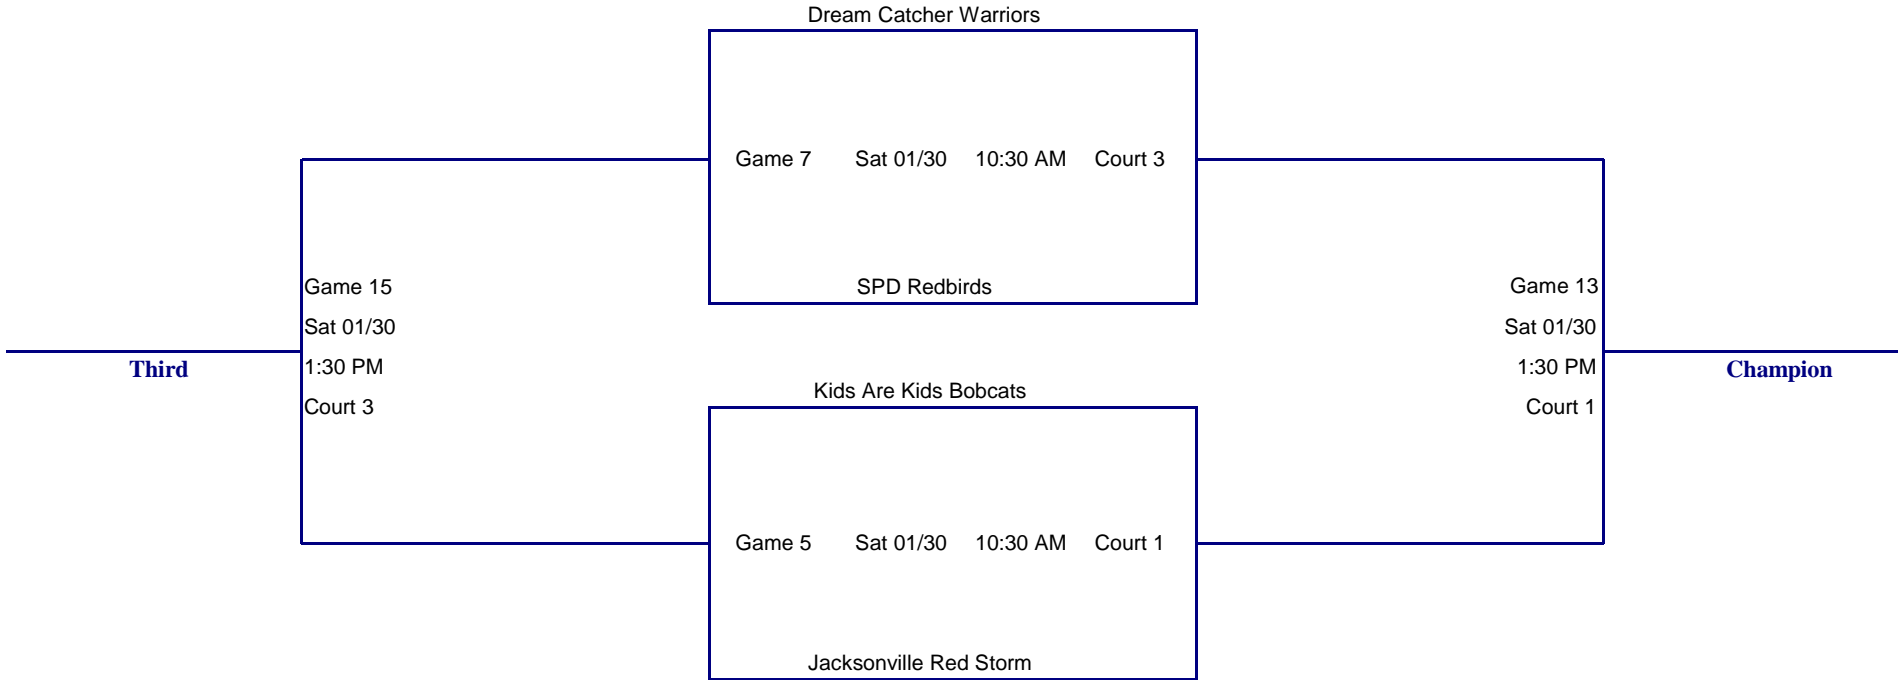 Dream Catcher Warriors
Game 7 Sat 01/30 10:30 AM Court 3
SPD Redbirds
Game 15
Sat 01/30
1:30 PM
Court 3
Third
Game 13
Sat 01/30
1:30 PM
Court 1
Champion
Kids Are Kids Bobcats
Game 5 Sat 01/30 10:30 AM Court 1
Jacksonville Red Storm